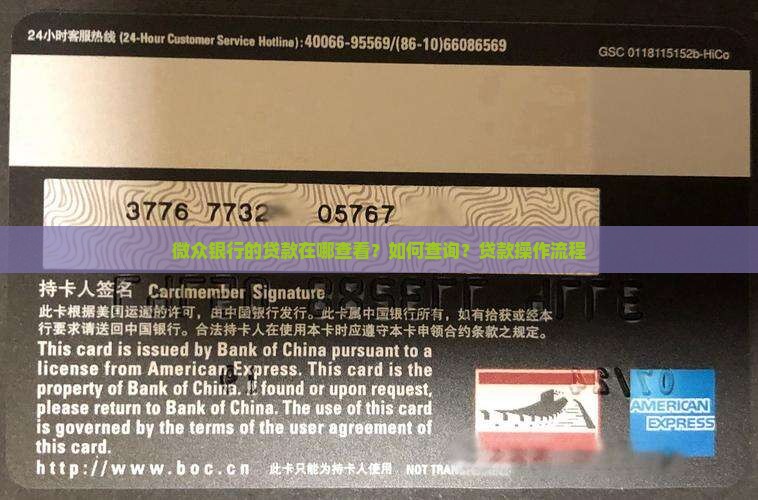 24小时客服热线 (24-Hour Customer Service Hotline):40066-95569/(86-10)66086569
GSC 0118115152b-HiCo
3776 7732 05767
微众银行的贷款在哪查看？如何查询？贷款操作流程
持卡人签名 Cardmember Signature
此卡根据美国运通的许可，由中国银行发行。此卡属中国银行所有，如有拾获或经本
行要求请送回中国银行。合法持卡人在使用本卡时应遵守本卡申领合约条款之规定。
This card is issued by Bank of China pursuant to a
license from American Express. This card is the
property of Bank of China. If found or upon request,
please return to Bank of China. The use of this card
is governed by the terms of the user agreement of
this card.
AMERICAN
EXPRESS
http://www.boc.cn 此卡只能为持卡人使用 NOT